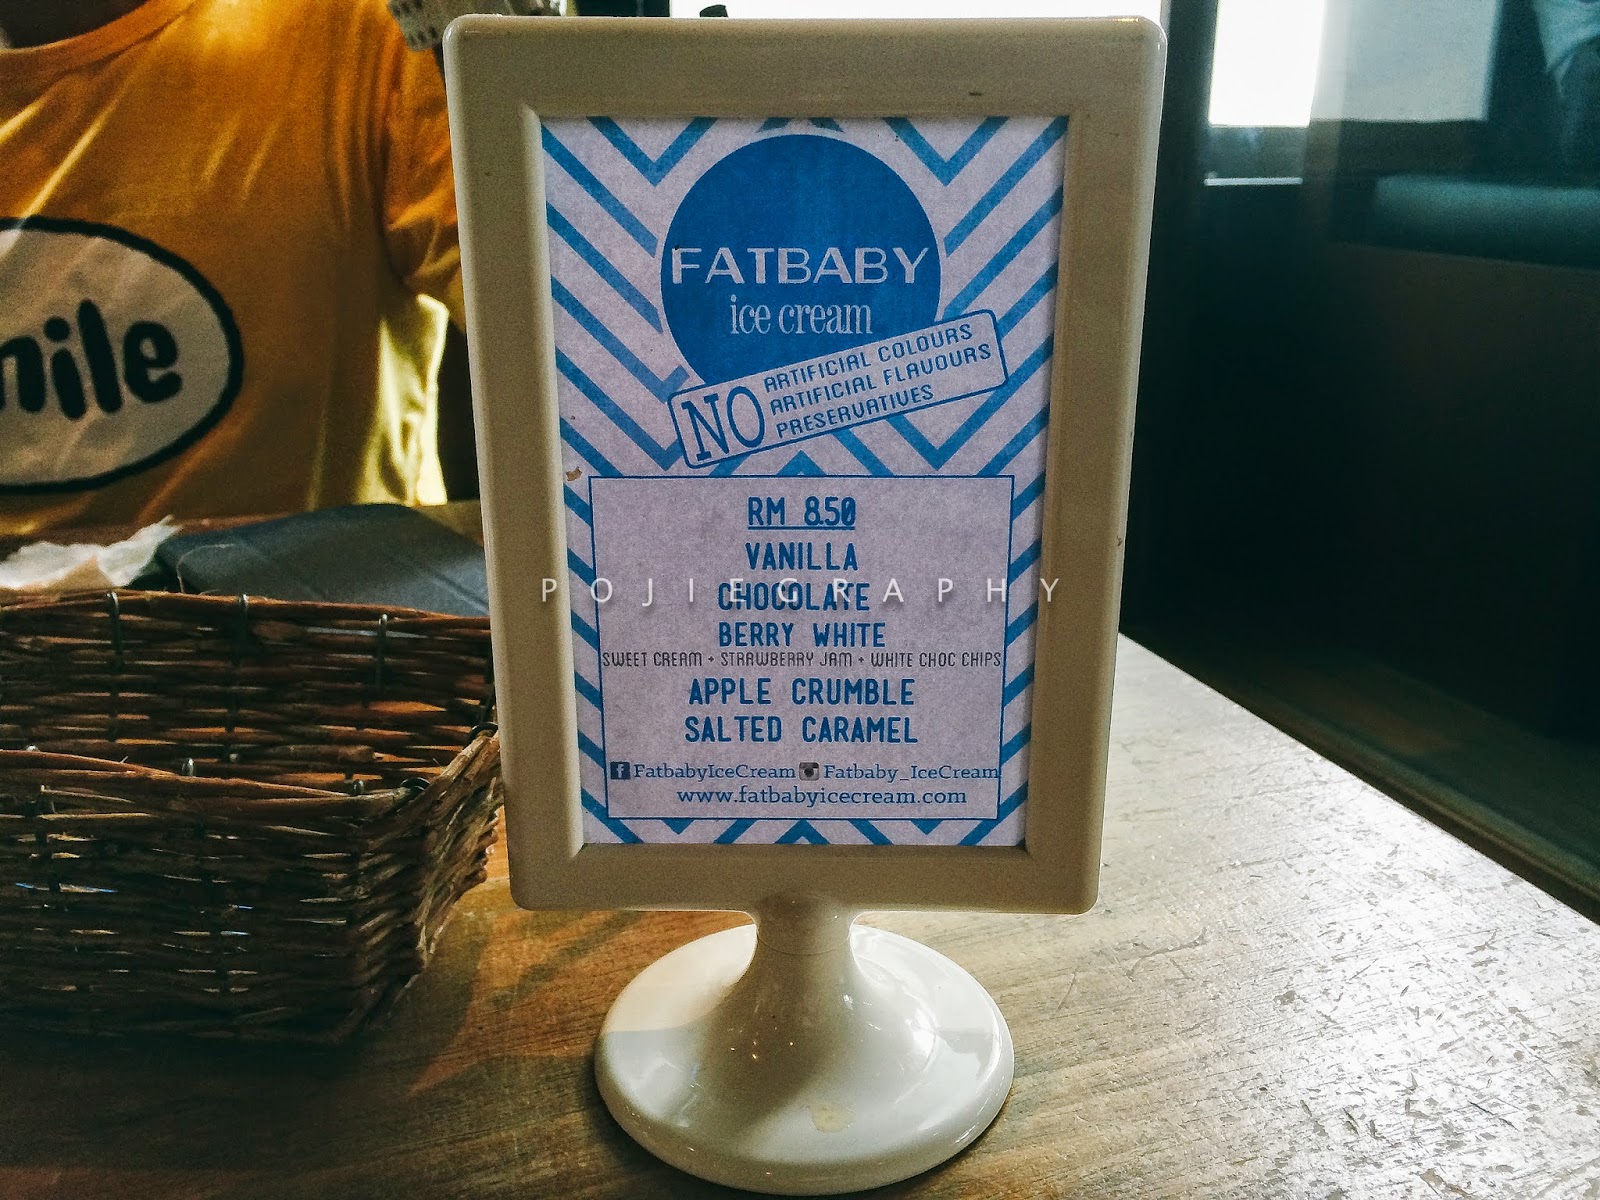 FATBABY
ice cream
NO ARTIFICIAL COLOURS
ARTIFICIAL FLAVOURS
PRESERVATIVES
RM 8.50
VANILLA
CHOCOLATE
BERRY WHITE
SWEET CREAM + STRAWBERRY JAM + WHITE CHOC CHIPS
APPLE CRUMBLE
SALTED CARAMEL
FatbabyIceCream Fatbaby_IceCream
www.fatbabyicecream.com
POJIEGRAPHY